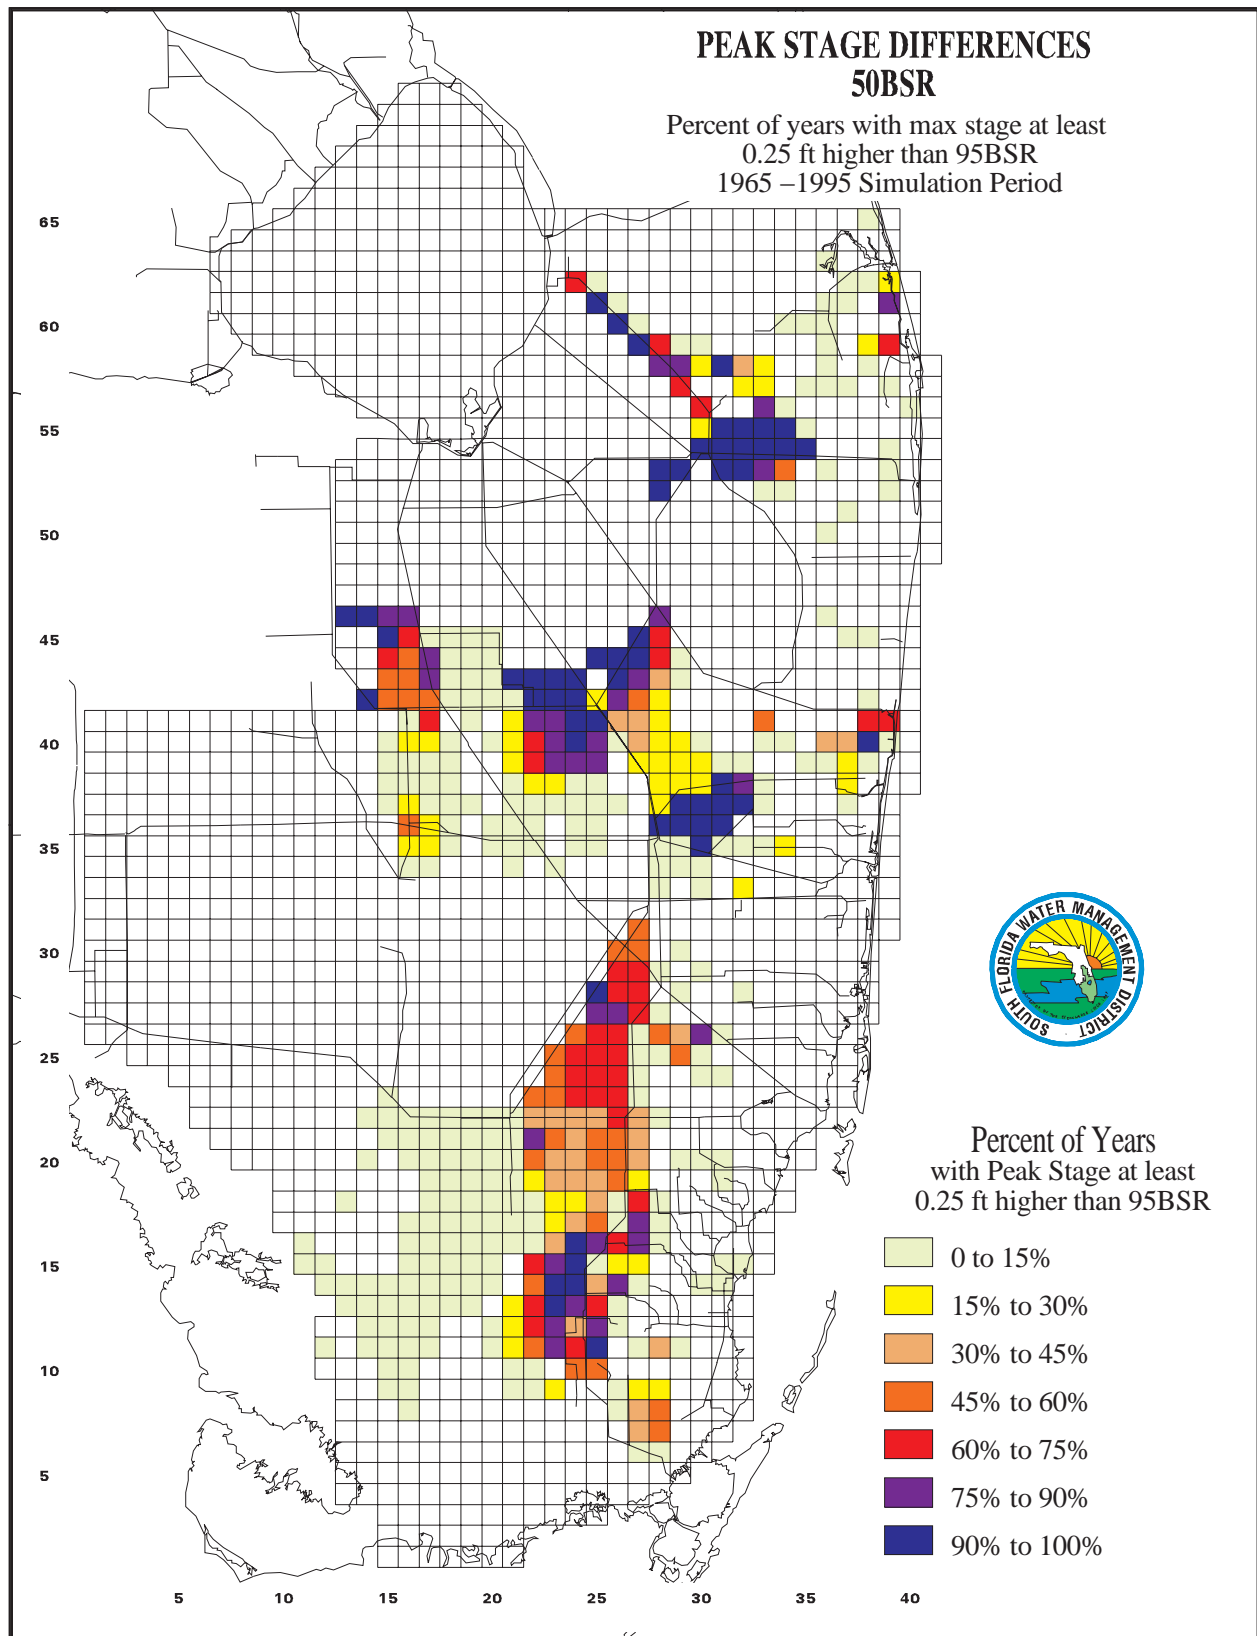 PEAK STAGE DIFFERENCES
50BSR
Percent of years with max stage at least
0.25 ft higher than 95BSR
1965 –1995 Simulation Period
65
60
55
50
45
40
35
30
25
20
15
10
5
SOUTH FLORIDA WATER MANAGEMENT DISTRICT
Percent of Years
with Peak Stage at least
0.25 ft higher than 95BSR
0 to 15%
15% to 30%
30% to 45%
45% to 60%
60% to 75%
75% to 90%
90% to 100%
5 10 15 20 25 30 35 40